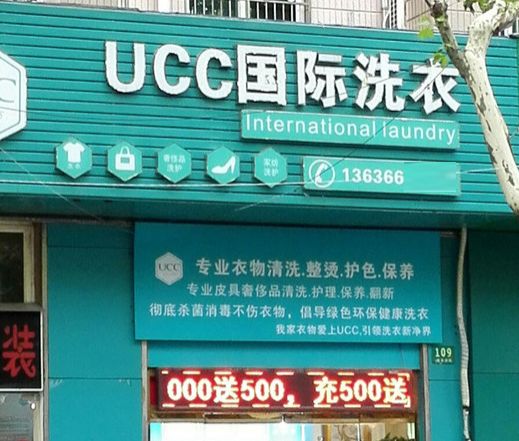 UCC国际洗衣
International laundry
奢侈品
洗护
家纺
洗护
136366
UCC
专业衣物清洗.整烫.护色.保养
专业皮具奢侈品清洗.护理.保养.翻新
彻底杀菌消毒不伤衣物，倡导绿色环保健康洗衣
我家衣物爱上UCC,引领洗衣新净界
装
109
000送500，充500送